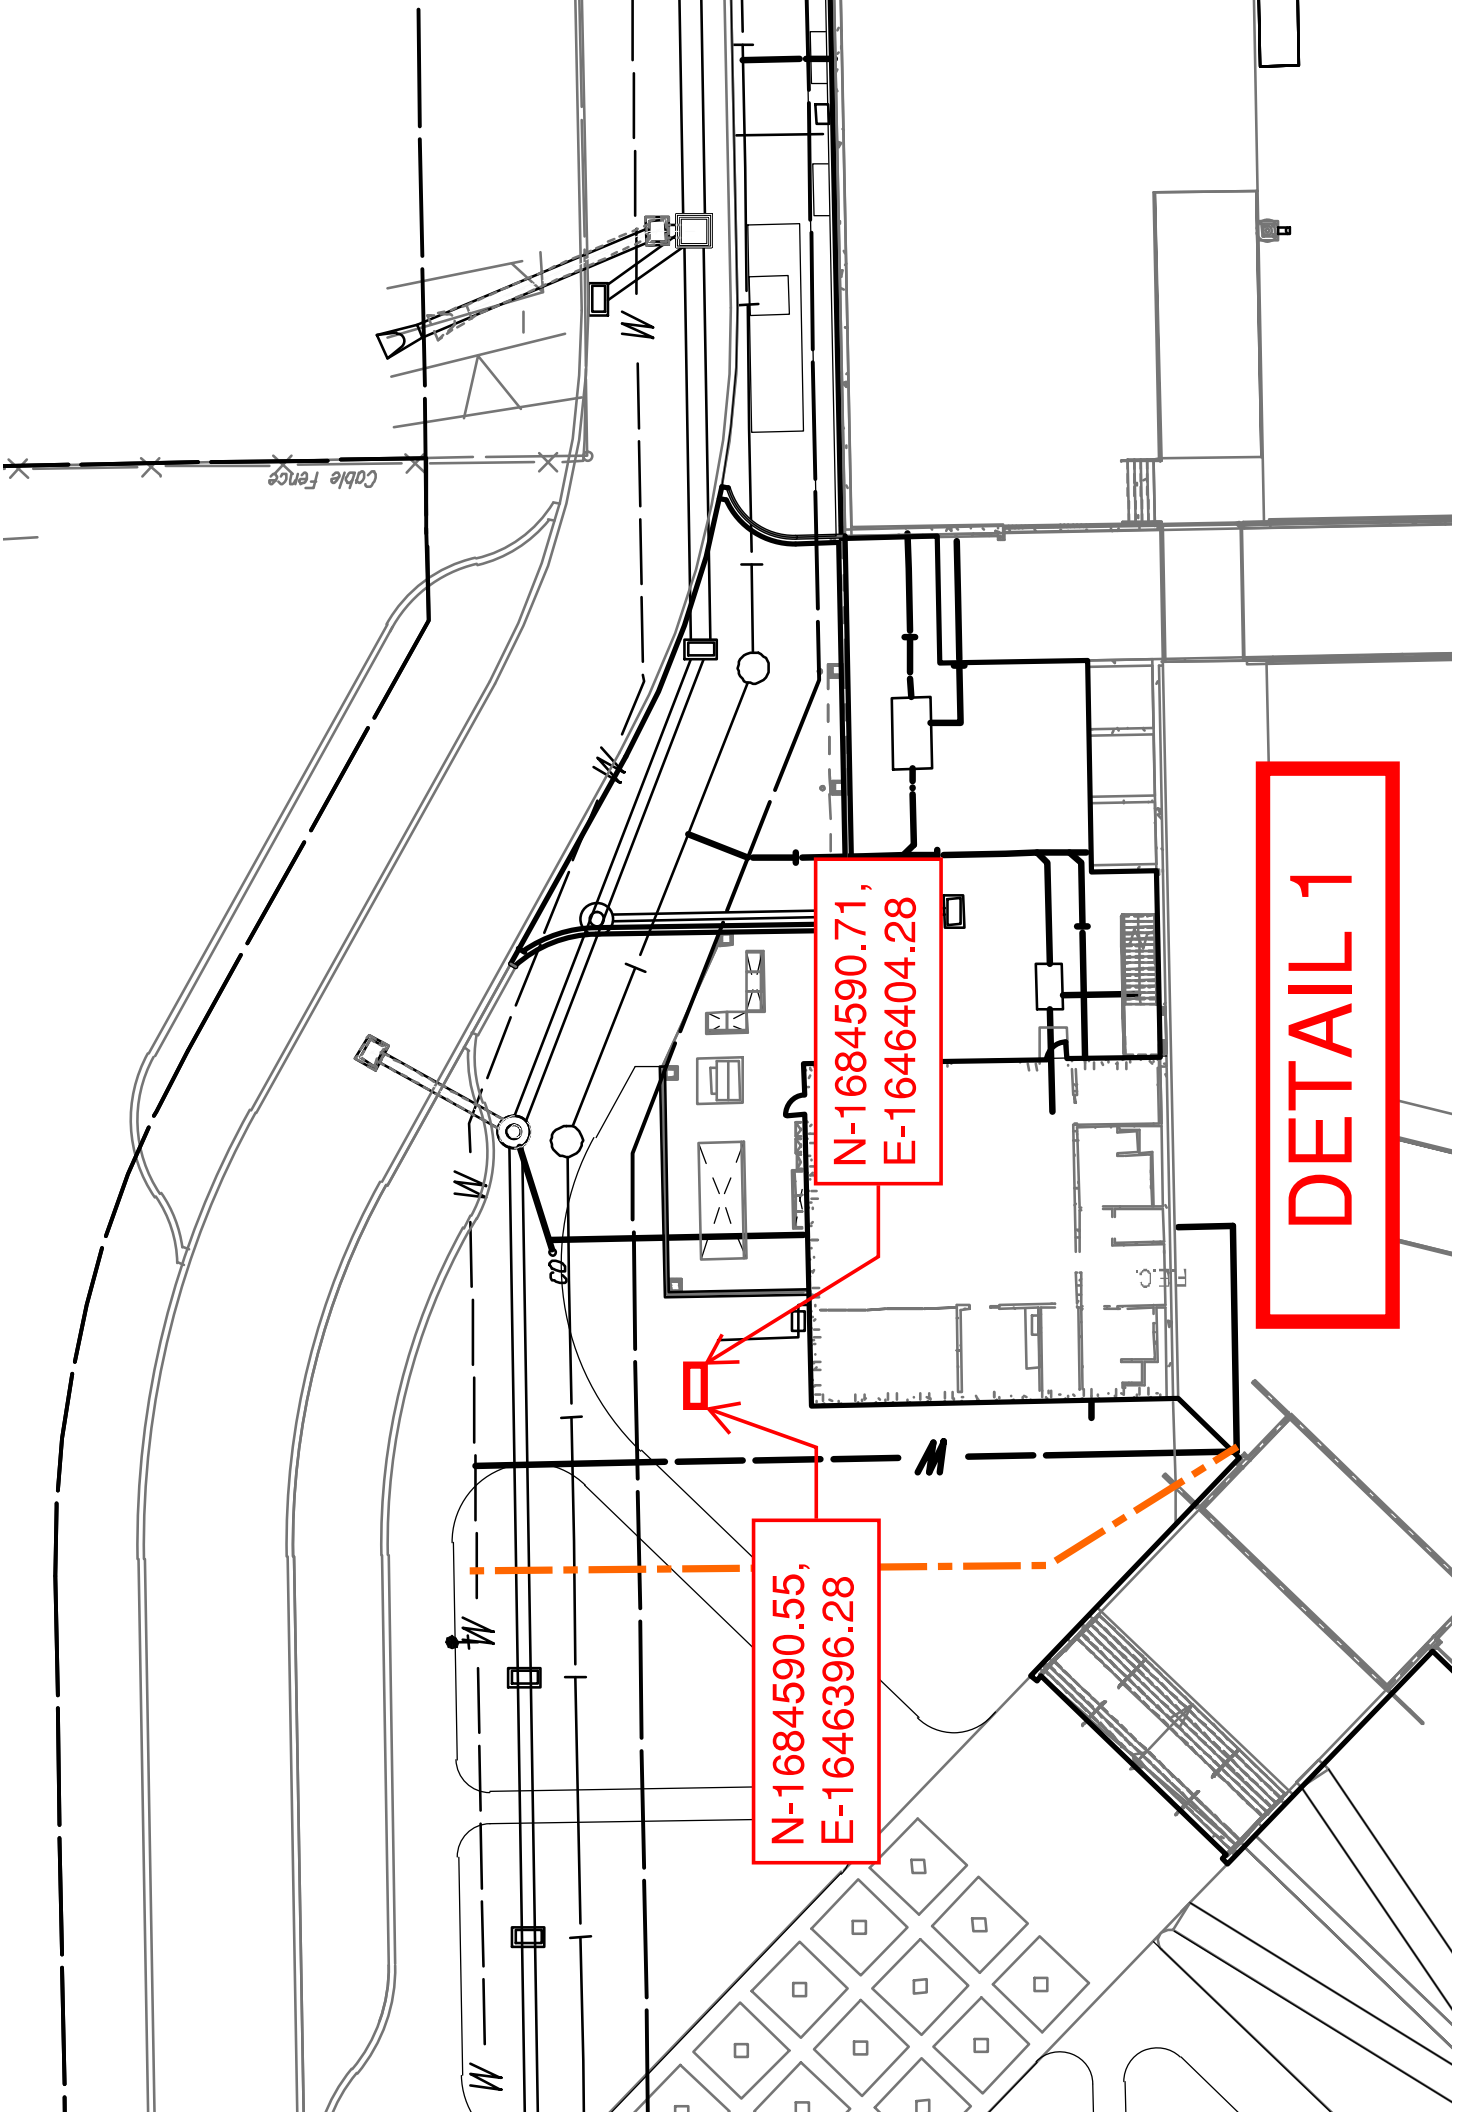 Cable Fence
W
W
W
CO
N-1684590.71,
E-1646404.28
DETAIL 1
F.E.C.
W
N-1684590.55,
E-1646396.28
W
W